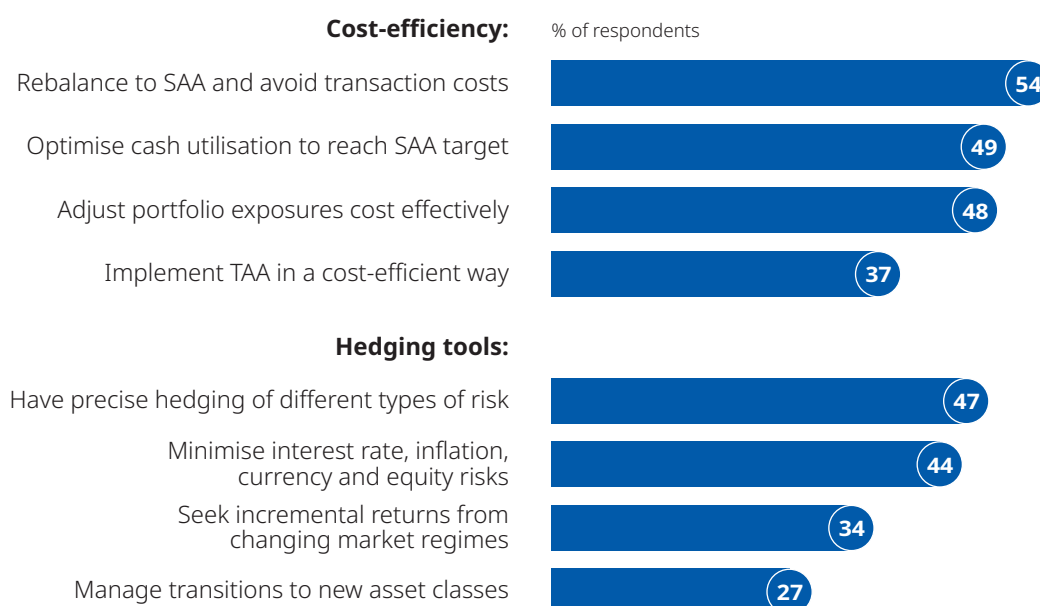 Cost-efficiency: % of respondents
Rebalance to SAA and avoid transaction costs 54
Optimise cash utilisation to reach SAA target 49
Adjust portfolio exposures cost effectively 48
Implement TAA in a cost-efficient way 37
Hedging tools:
Have precise hedging of different types of risk 47
Minimise interest rate, inflation,
currency and equity risks 44
Seek incremental returns from
changing market regimes 34
Manage transitions to new asset classes 27